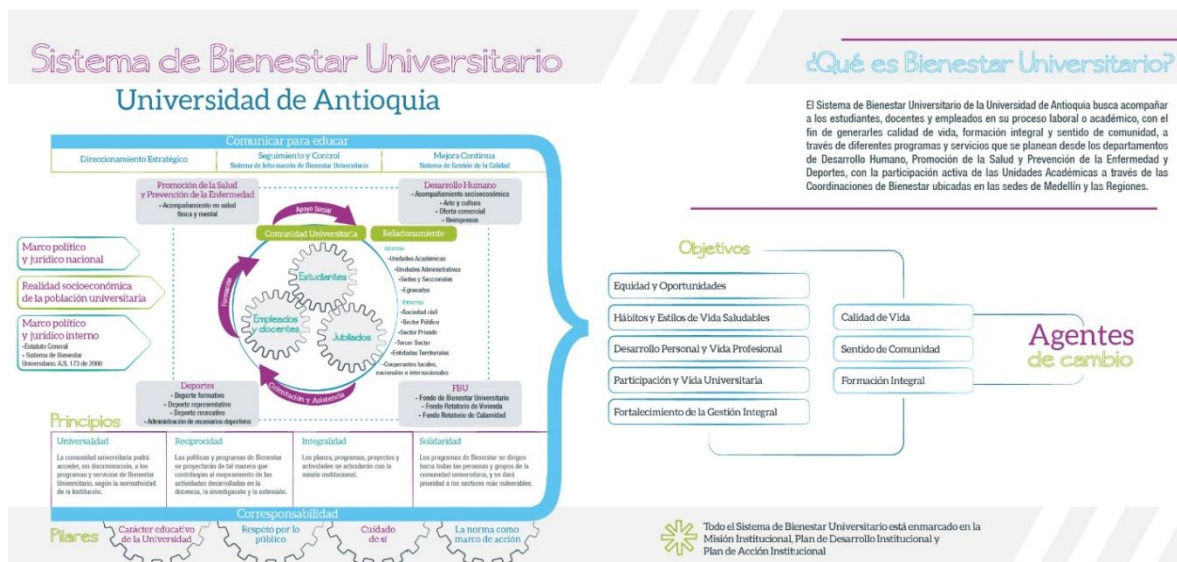 Sistema de Bienestar Universitario
Universidad de Antioquia
Comunicar para educar
Direccionamiento Estratégico
Seguimiento y Control
Sistema de Información de Bienestar Universitario
Mejora Continua
Sistema de Gestión de la Calidad
Promoción de la Salud
y Prevención de la Enfermedad
- Acompañamiento en salud
física y mental
Desarrollo Humano
- Acompañamiento socioeconómico
- Arte y cultura
- Oferta comercial
- Reimpresos
Apoyo Social
Comunidad Universitaria
Relacionamiento
Formación
Estudiantes
Empleados
y docentes
Jubilados
Orientación y Asistencia
Interno
-Unidades Académicas
-Unidades Administrativas
-Sedes y Seccionales
-Egresados
Externo
-Sociedad civil
-Sector Público
-Sector Privado
-Tercer Sector
-Entidades Territoriales
-Cooperantes locales,
nacionales e internacionales
Marco político
y jurídico nacional
Realidad socioeconómica
de la población universitaria
Marco político
y jurídico interno
-Estatuto General
- Sistema de Bienestar
Universitario. A.S. 173 de 2000
Deportes
- Deporte formativo
- Deporte representativo
- Deporte recreativo
- Administración de escenarios deportivos
FBU
- Fondo de Bienestar Universitario
- Fondo Rotatorio de Vivienda
- Fondo Rotatorio de Calamidad
Principios
Universalidad
La comunidad universitaria podrá
acceder, sin discriminación, a los
programas y servicios de Bienestar
Universitario, según la normatividad
de la Institución.
Reciprocidad
Las políticas y programas de Bienestar
se proyectarán de tal manera que
contribuyan al mejoramiento de las
actividades desarrolladas en la
docencia, la investigación y la extensión.
Integralidad
Los planes, programas, proyectos y
actividades se articularán con la
misión institucional.
Solidaridad
Los programas de Bienestar se dirigen
hacia todas las personas y grupos de la
comunidad universitaria, y se dará
prioridad a los sectores más vulnerables.
Corresponsabilidad
Pilares
Carácter educativo
de la Universidad
Respeto por lo
público
Cuidado
de sí
La norma como
marco de acción
¿Qué es Bienestar Universitario?
El Sistema de Bienestar Universitario de la Universidad de Antioquia busca acompañar
a los estudiantes, docentes y empleados en su proceso laboral o académico, con el
fin de generarles calidad de vida, formación integral y sentido de comunidad, a
través de diferentes programas y servicios que se planean desde los departamentos
de Desarrollo Humano, Promoción de la Salud y Prevención de la Enfermedad y
Deportes, con la participación activa de las Unidades Académicas a través de las
Coordinaciones de Bienestar ubicadas en las sedes de Medellín y las Regiones.
Objetivos
Equidad y Oportunidades
Hábitos y Estilos de Vida Saludables
Desarrollo Personal y Vida Profesional
Participación y Vida Universitaria
Fortalecimiento de la Gestión Integral
Calidad de Vida
Sentido de Comunidad
Formación Integral
Agentes
de cambio
Todo el Sistema de Bienestar Universitario está enmarcado en la
Misión Institucional, Plan de Desarrollo Institucional y
Plan de Acción Institucional